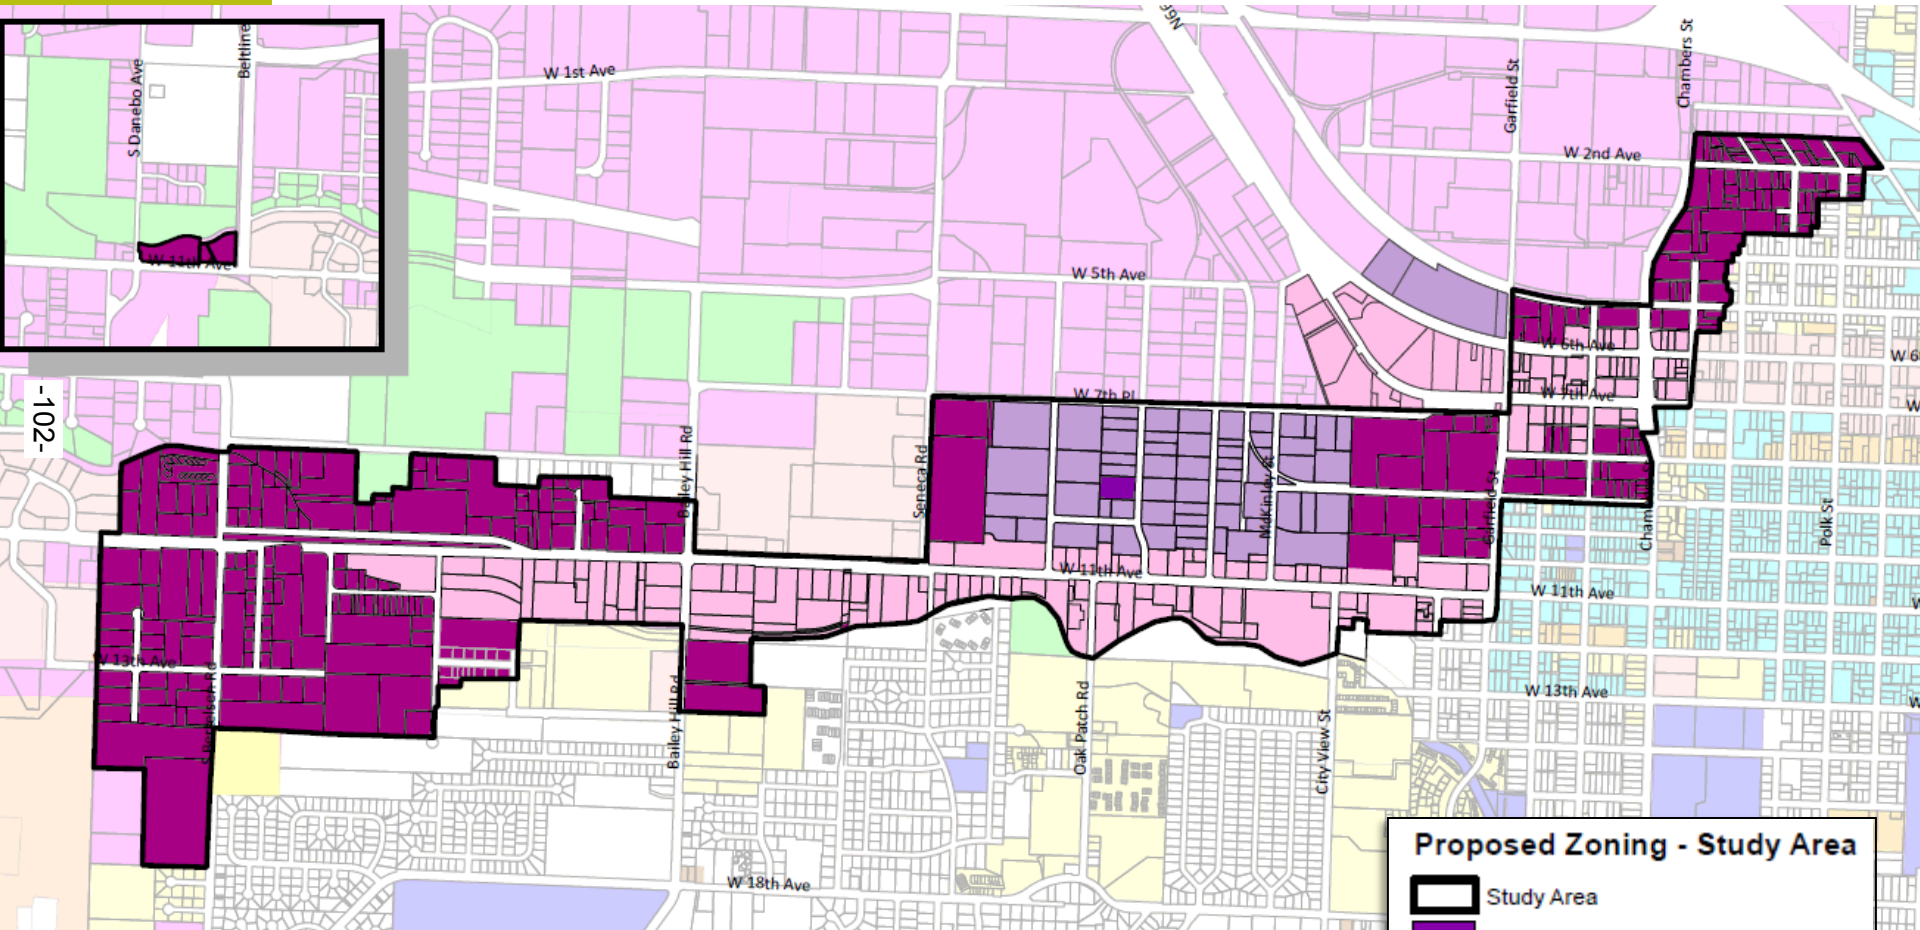 S Danebo Ave
Beltline
W 11th Ave
W 1st Ave
N66
Garfield St
Chambers St
W 2nd Ave
W 5th Ave
W 6th Ave
W 6
W 7th Pl
W 7th Ave
W
-102-
Bailey Hill Rd
Seneca Rd
McKinley St
Garfield St
Cham
Polk St
W 11th Ave
W 11th Ave
W
W 13th Ave
S Bertelsen Rd
Bailey Hill Rd
Oak Patch Rd
City View St
W 13th Ave
W
W 18th Ave
Proposed Zoning - Study Area
Study Area